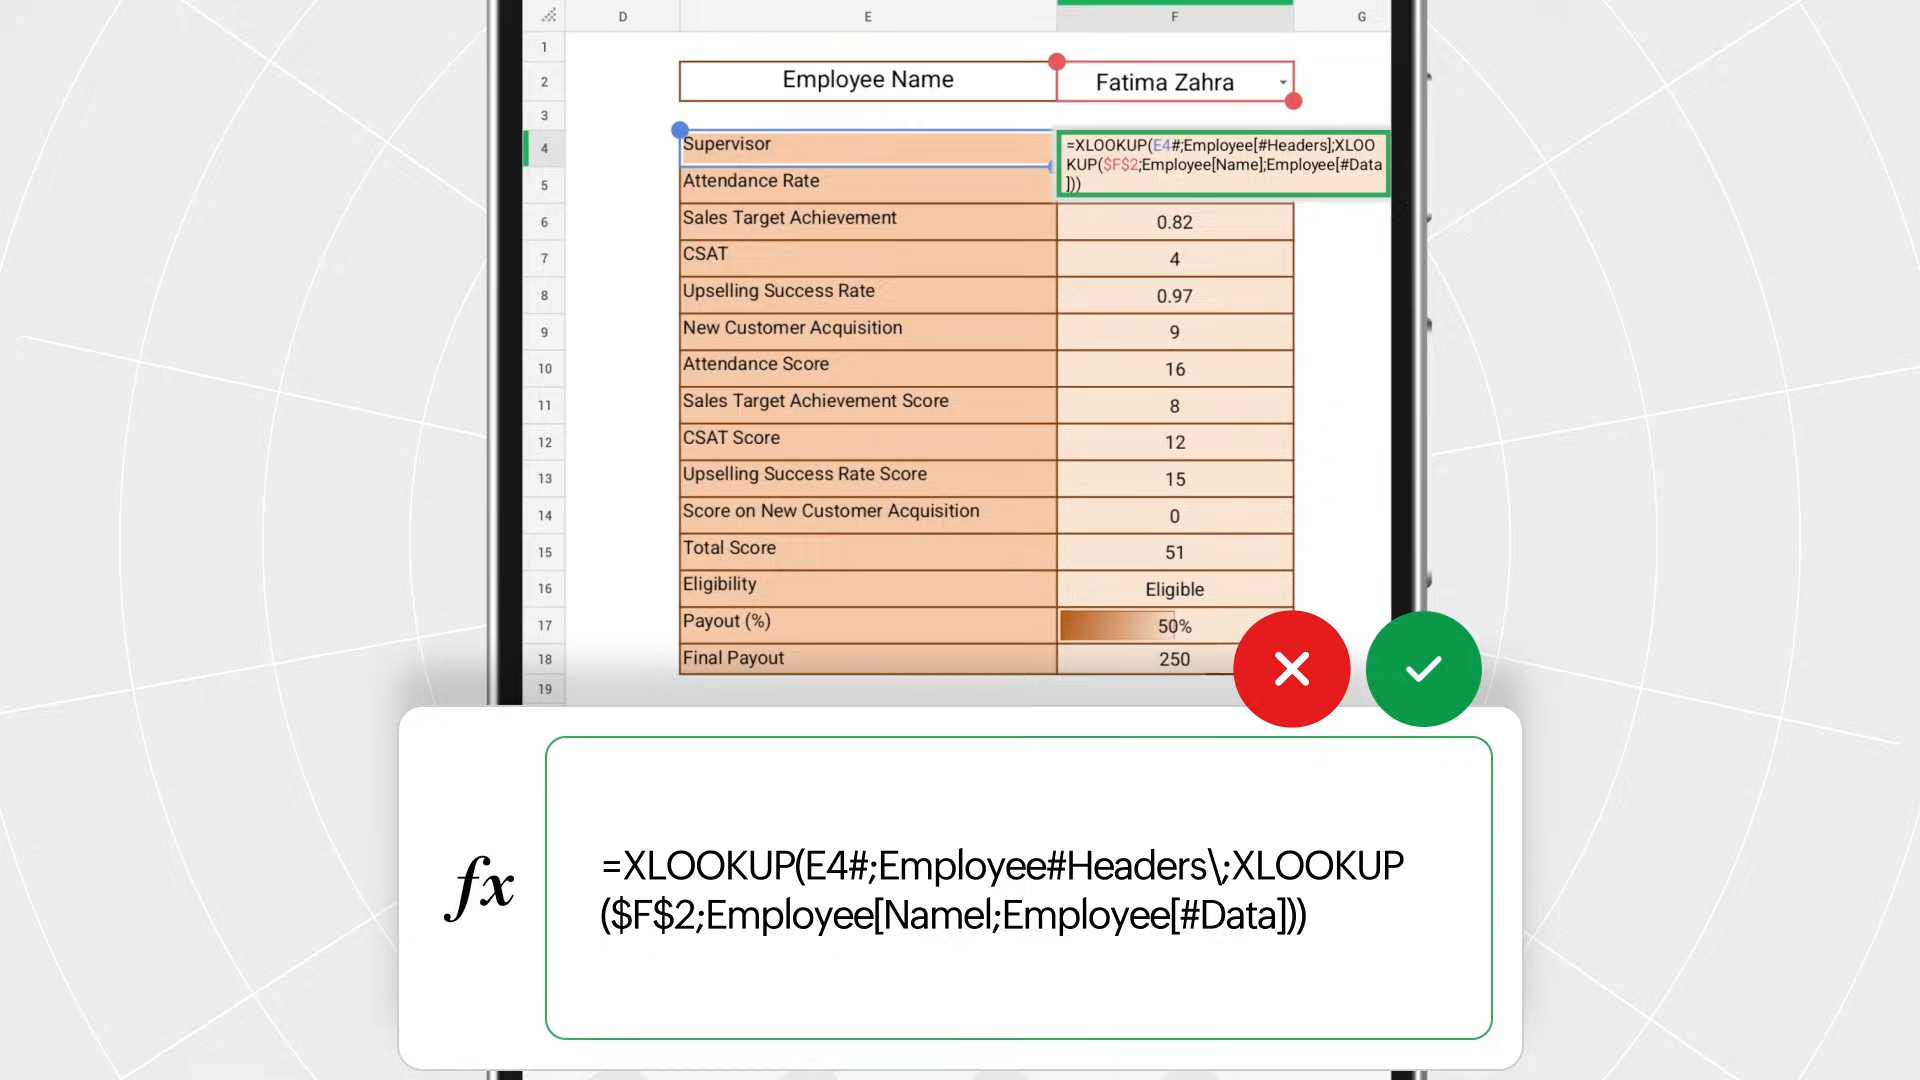 D E F G
1
2 Employee Name Fatima Zahra
3
4 Supervisor =XLOOKUP(E4#;Employee[#Headers];XLOO
KUP($F$2;Employee[Name];Employee[#Data
]))
5 Attendance Rate
6 Sales Target Achievement 0.82
7 CSAT 4
8 Upselling Success Rate 0.97
9 New Customer Acquisition 9
10 Attendance Score 16
11 Sales Target Achievement Score 8
12 CSAT Score 12
13 Upselling Success Rate Score 15
14 Score on New Customer Acquisition 0
15 Total Score 51
16 Eligibility Eligible
17 Payout (%) 50%
18 Final Payout 250
19
fx
=XLOOKUP(E4#;Employee#Headers\;XLOOKUP
($F$2;Employee[Namel;Employee[#Data]))